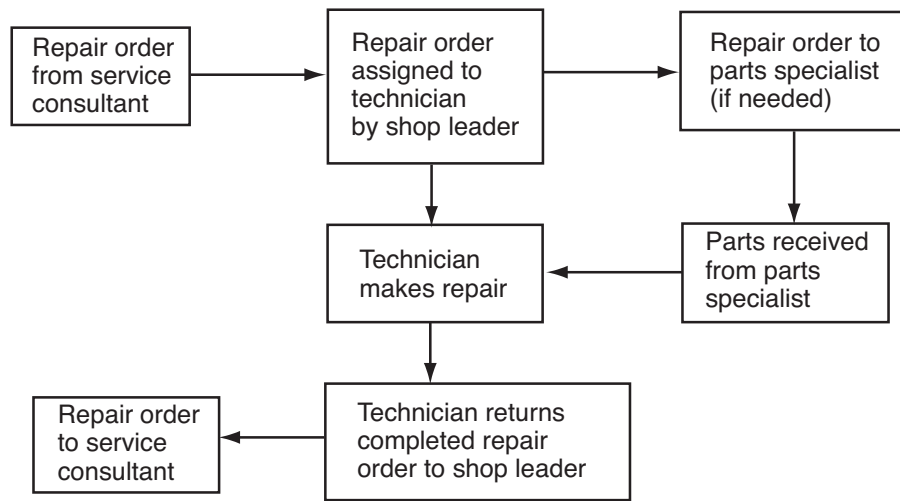 Repair order
from service
consultant
Repair order
assigned to
technician
by shop leader
Repair order to
parts specialist
(if needed)
Technician
makes repair
Parts received
from parts
specialist
Repair order
to service
consultant
Technician returns
completed repair
order to shop leader